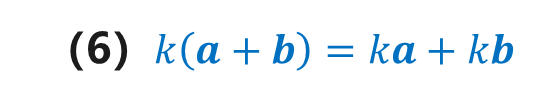 (6) k(a + b) = ka + kb